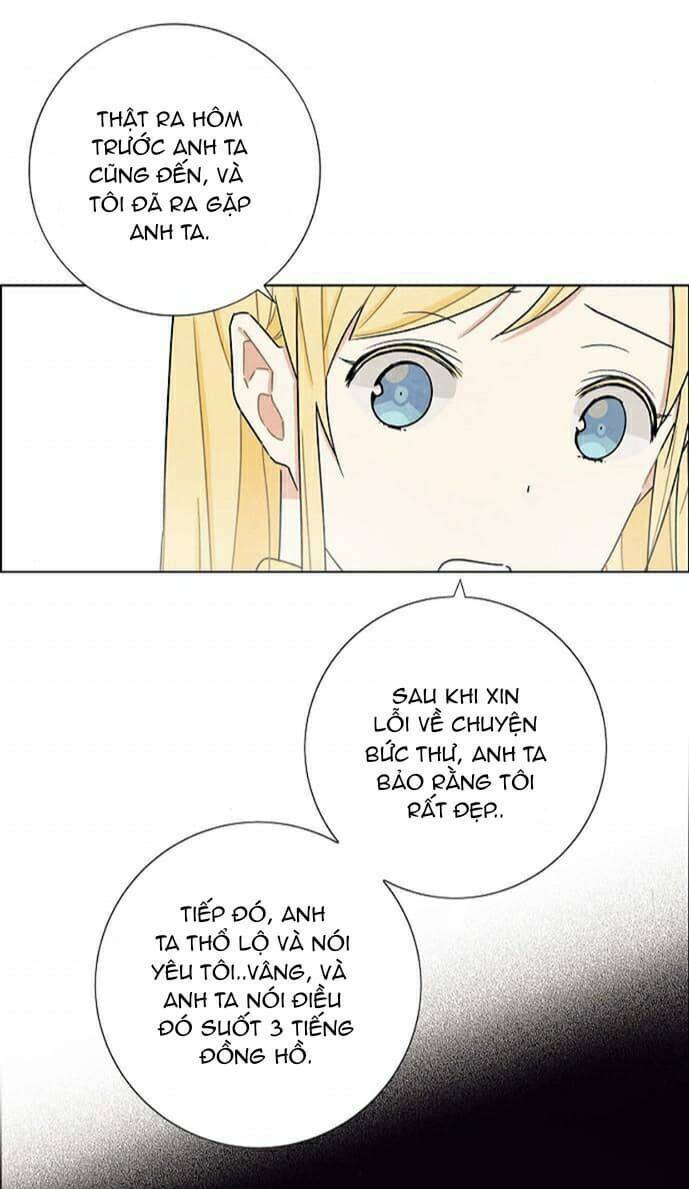 THẬT RA HÔM
TRƯỚC ANH TA
CŨNG ĐẾN, VÀ
TÔI ĐÃ RA GẶP
ANH TA.
SAU KHI XIN
LỖI VỀ CHUYỆN
BỨC THƯ, ANH TA
BẢO RẰNG TÔI
RẤT ĐẸP..
TIẾP ĐÓ, ANH
TA THỔ LỘ VÀ NÓI
YÊU TÔI..VÂNG, VÀ
ANH TA NÓI ĐIỀU
ĐÓ SUỐT 3 TIẾNG
ĐỒNG HỒ.